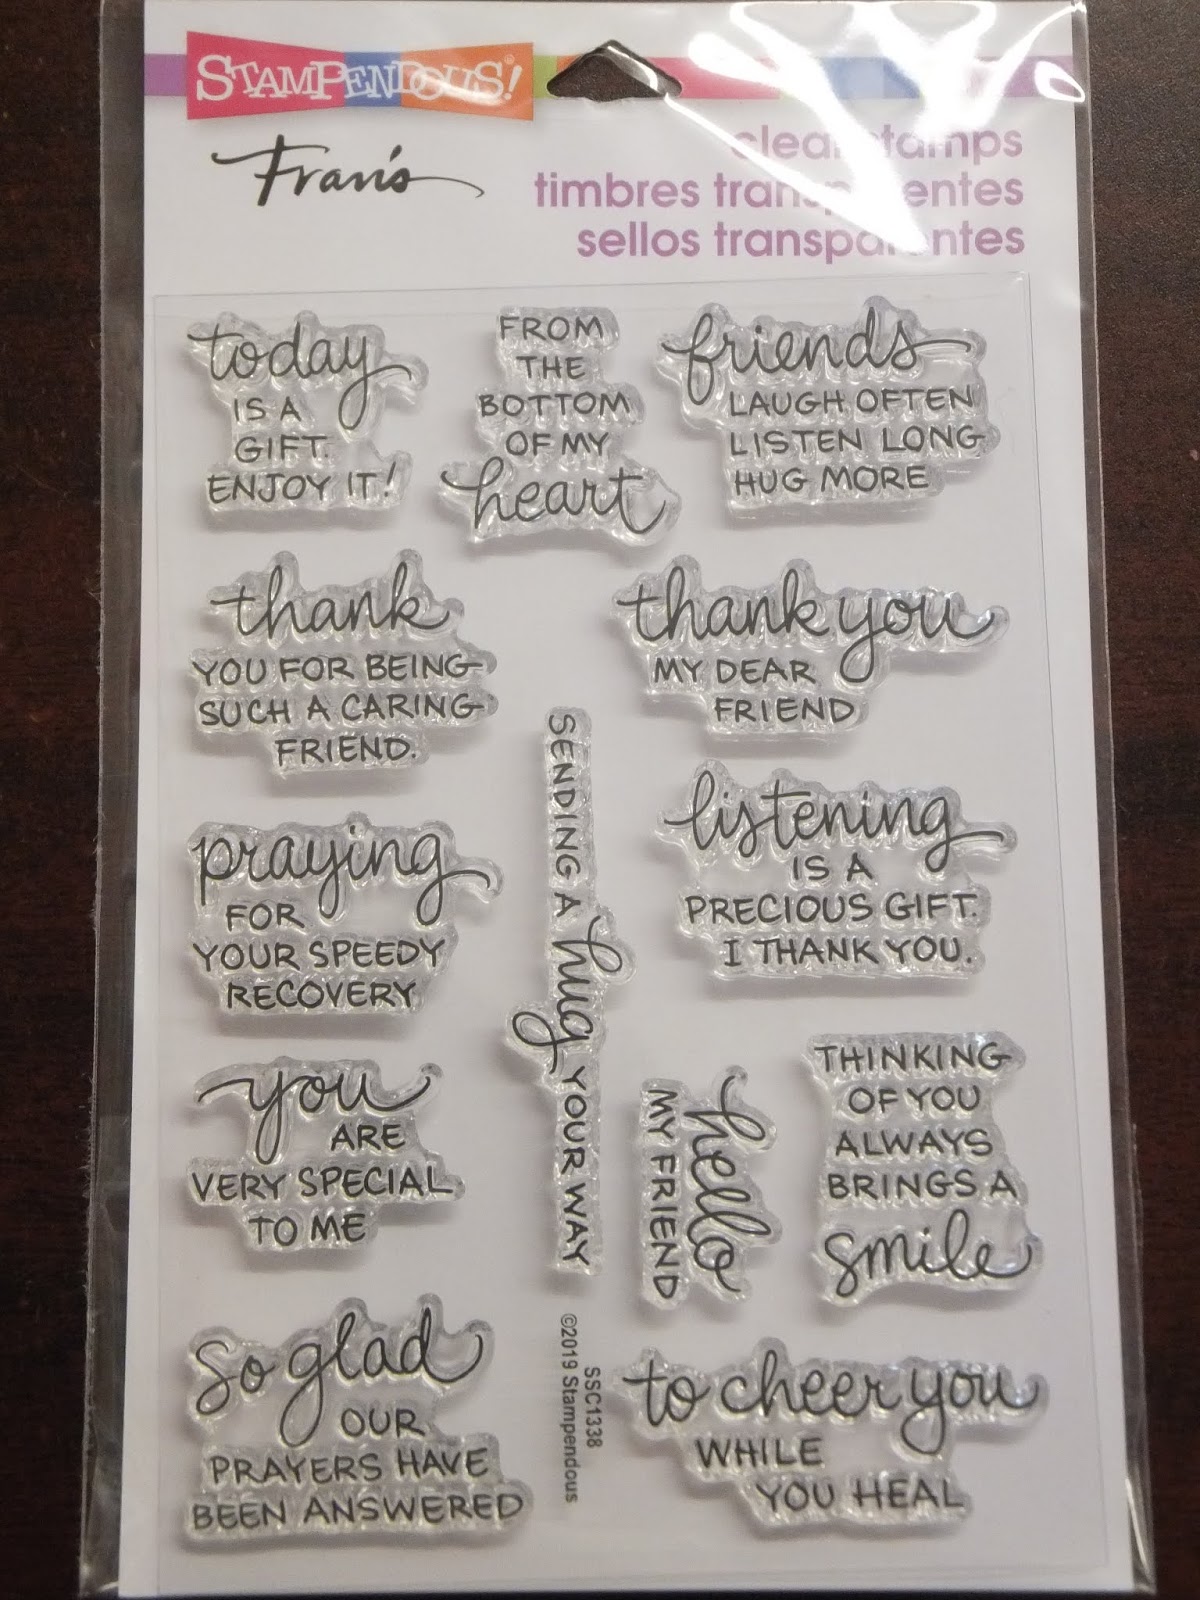 STAMPENDOUS!®
Fran's
clear stamps
timbres transparentes
sellos transparentes
today
IS A
GIFT.
ENJOY IT!
FROM
THE
BOTTOM
OF MY
heart
friends
LAUGH OFTEN
LISTEN LONG
HUG MORE
thank
YOU FOR BEING
SUCH A CARING
FRIEND.
thank you
MY DEAR
FRIEND
SENDING A hug YOUR WAY
praying
FOR
YOUR SPEEDY
RECOVERY
listening
IS A
PRECIOUS GIFT.
I THANK YOU.
you
ARE
VERY SPECIAL
TO ME
hello
MY FRIEND
THINKING
OF YOU
ALWAYS
BRINGS A
smile
so glad
OUR
PRAYERS HAVE
BEEN ANSWERED
SSC1338
©2019 Stampendous
to cheer you
WHILE
YOU HEAL